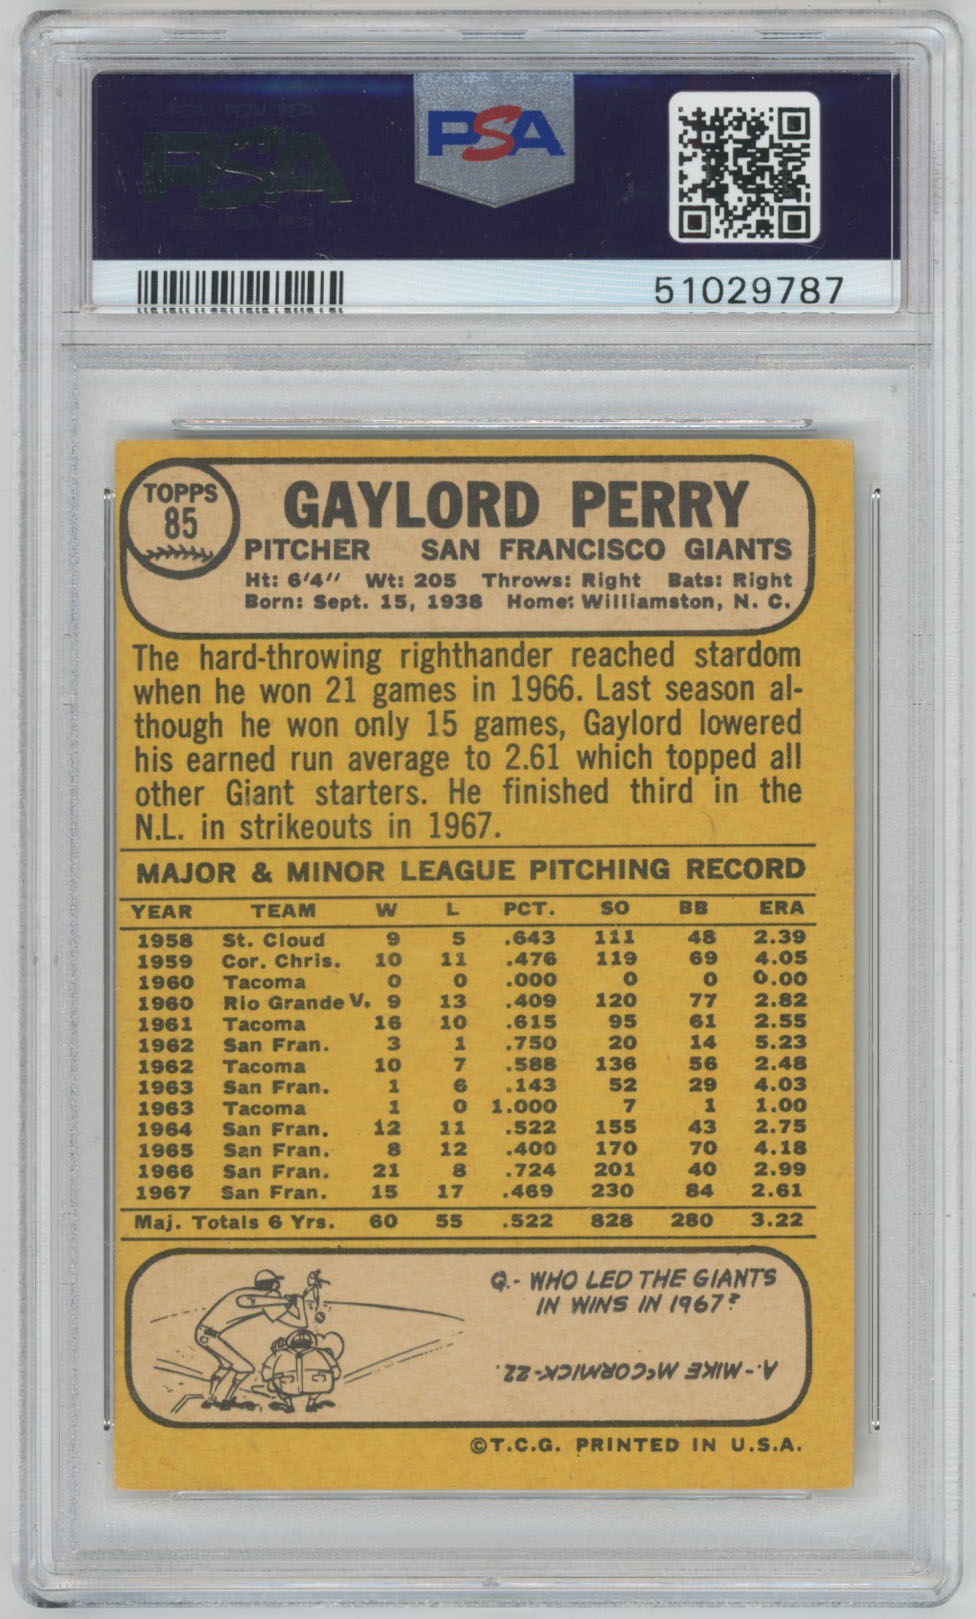 PSA
PSA
51029787
TOPPS
85
GAYLORD PERRY
PITCHER SAN FRANCISCO GIANTS
Ht: 6'4" Wt: 205 Throws: Right Bats: Right
Born: Sept. 15, 1938 Home: Williamston, N. C.
The hard-throwing righthander reached stardom
when he won 21 games in 1966. Last season al-
though he won only 15 games, Gaylord lowered
his earned run average to 2.61 which topped all
other Giant starters. He finished third in the
N.L. in strikeouts in 1967.
MAJOR & MINOR LEAGUE PITCHING RECORD
YEAR TEAM W L PCT. SO BB ERA
1958 St. Cloud 9 5 .643 111 48 2.39
1959 Cor. Chris. 10 11 .476 119 69 4.05
1960 Tacoma 0 0 .000 0 0 0.00
1960 Rio Grande V. 9 13 .409 120 77 2.82
1961 Tacoma 16 10 .615 95 61 2.55
1962 San Fran. 3 1 .750 20 14 5.23
1962 Tacoma 10 7 .588 136 56 2.48
1963 San Fran. 1 6 .143 52 29 4.03
1963 Tacoma 1 0 1.000 7 1 1.00
1964 San Fran. 12 11 .522 155 43 2.75
1965 San Fran. 8 12 .400 170 70 4.18
1966 San Fran. 21 8 .724 201 40 2.99
1967 San Fran. 15 17 .469 230 84 2.61
Maj. Totals 6 Yrs. 60 55 .522 828 280 3.22
Q.- WHO LED THE GIANTS
IN WINS IN 1967?
A.- MIKE McCORMICK-22.
©T.C.G. PRINTED IN U.S.A.